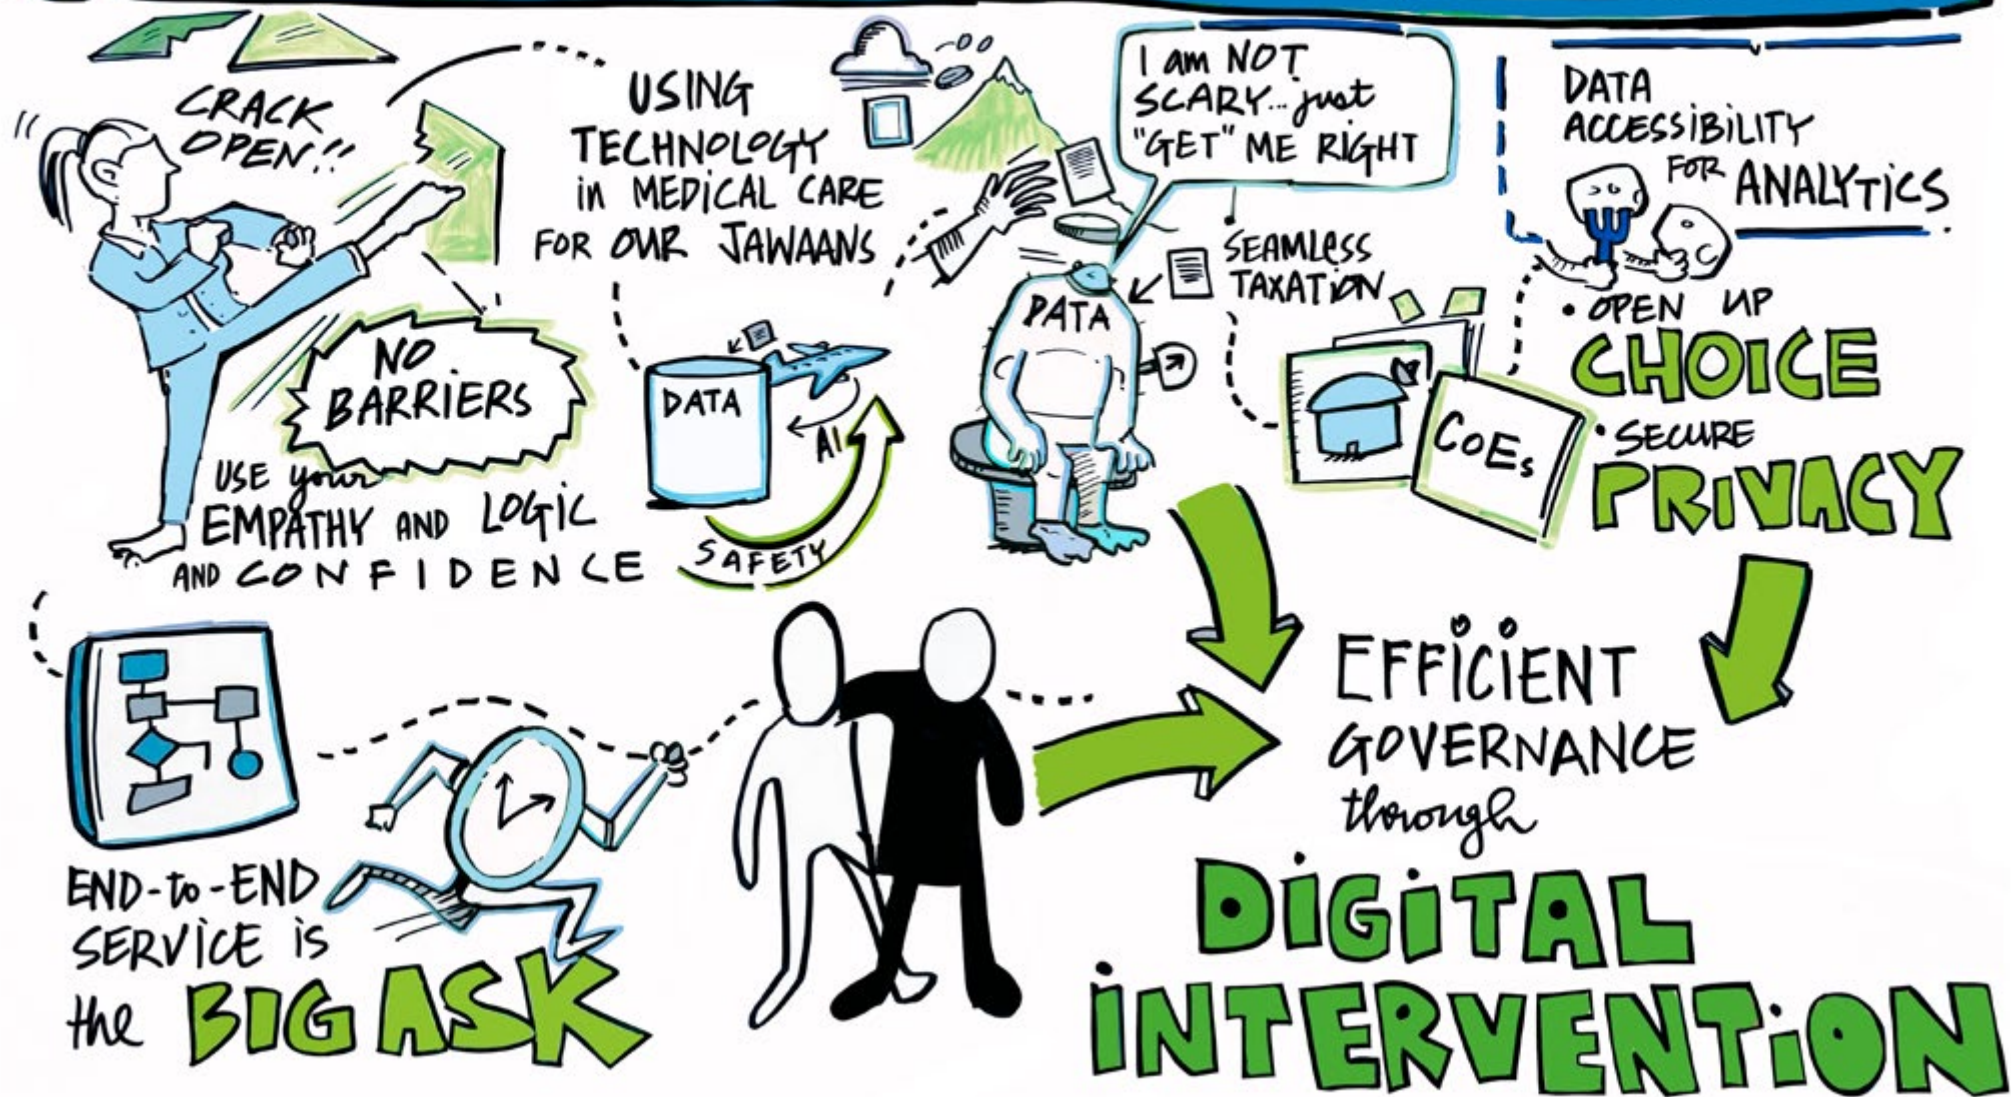 CRACK
OPEN!!
NO
BARRIERS
USE your
EMPATHY AND LOGIC
AND CONFIDENCE
USING
TECHNOLOGY
in MEDICAL CARE
FOR OUR JAWAANS
DATA
AI
SAFETY
I am NOT
SCARY... just
"GET" ME RIGHT
DATA
SEAMLESS
TAXATION
CoEs
DATA
ACCESSIBILITY
FOR ANALYTICS
• OPEN UP
CHOICE
• SECURE
PRIVACY
END-to-END
SERVICE is
the BIG ASK
EFFICIENT
GOVERNANCE
through
DIGITAL
INTERVENTION